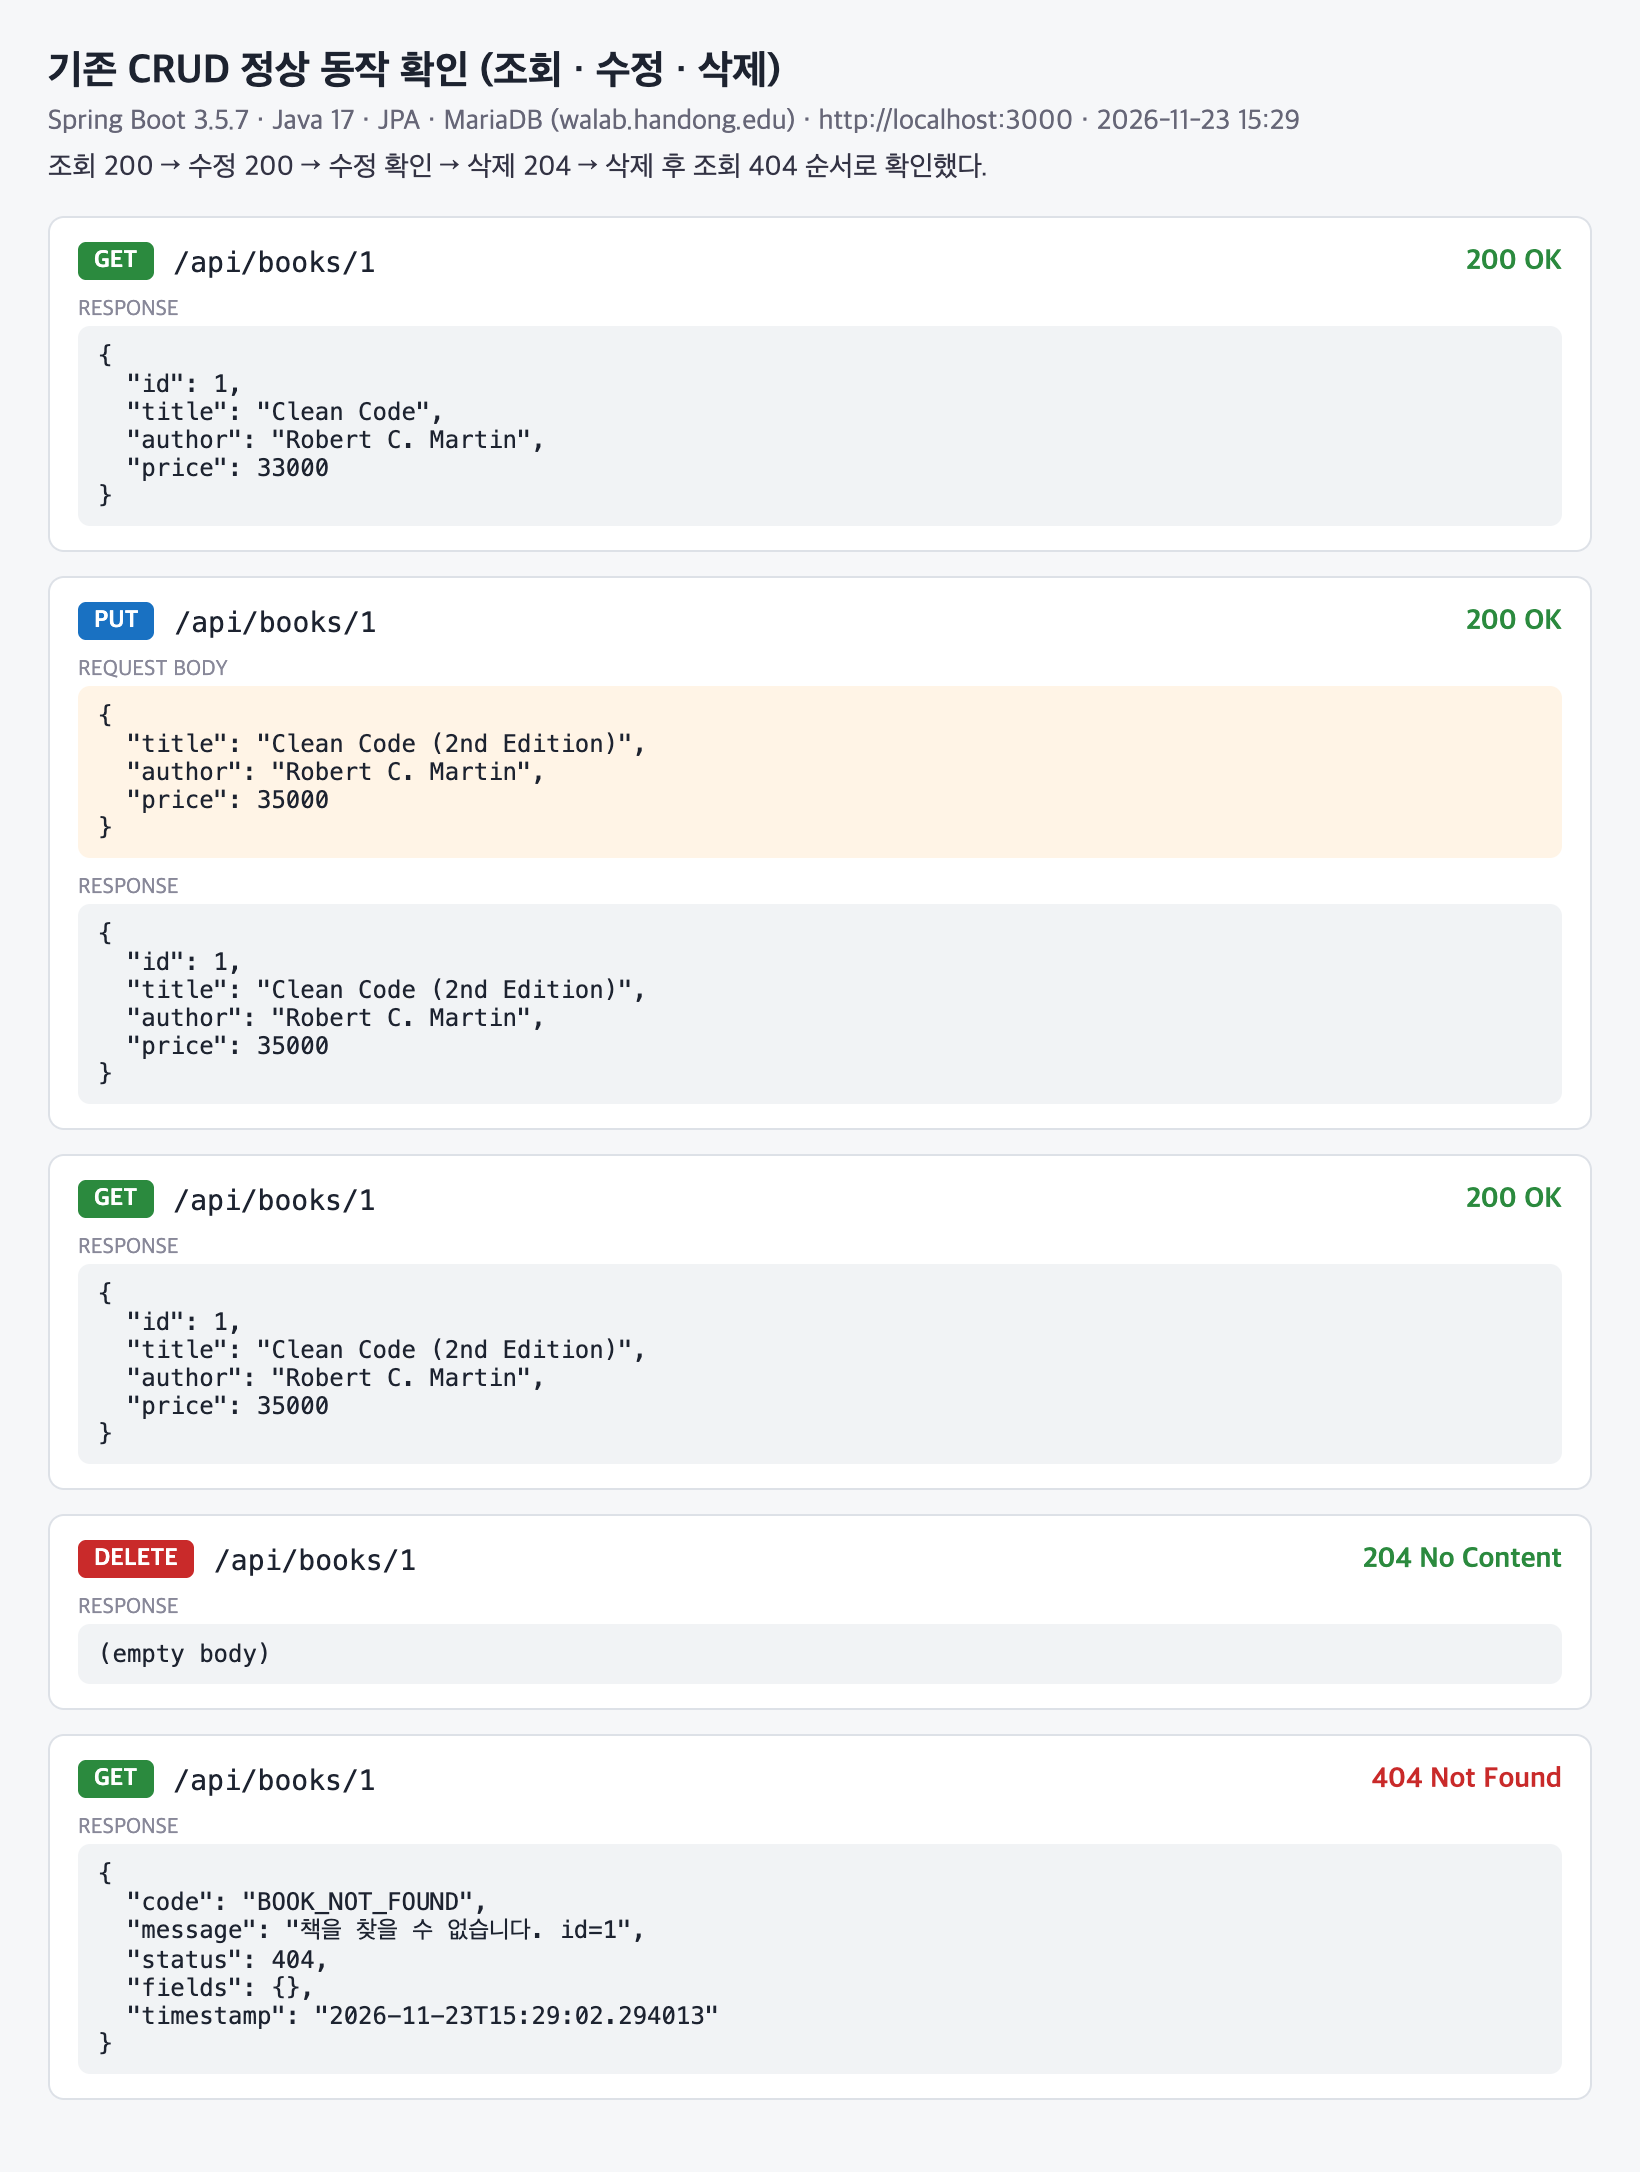 기존 CRUD 정상 동작 확인 (조회 · 수정 · 삭제)
Spring Boot 3.5.7 · Java 17 · JPA · MariaDB (walab.handong.edu) · http://localhost:3000 · 2026-11-23 15:29
조회 200 → 수정 200 → 수정 확인 → 삭제 204 → 삭제 후 조회 404 순서로 확인했다.
GET /api/books/1 200 OK
RESPONSE
{
"id": 1,
"title": "Clean Code",
"author": "Robert C. Martin",
"price": 33000
}
PUT /api/books/1 200 OK
REQUEST BODY
{
"title": "Clean Code (2nd Edition)",
"author": "Robert C. Martin",
"price": 35000
}
RESPONSE
{
"id": 1,
"title": "Clean Code (2nd Edition)",
"author": "Robert C. Martin",
"price": 35000
}
GET /api/books/1 200 OK
RESPONSE
{
"id": 1,
"title": "Clean Code (2nd Edition)",
"author": "Robert C. Martin",
"price": 35000
}
DELETE /api/books/1 204 No Content
RESPONSE
(empty body)
GET /api/books/1 404 Not Found
RESPONSE
{
"code": "BOOK_NOT_FOUND",
"message": "책을 찾을 수 없습니다. id=1",
"status": 404,
"fields": {},
"timestamp": "2026-11-23T15:29:02.294013"
}